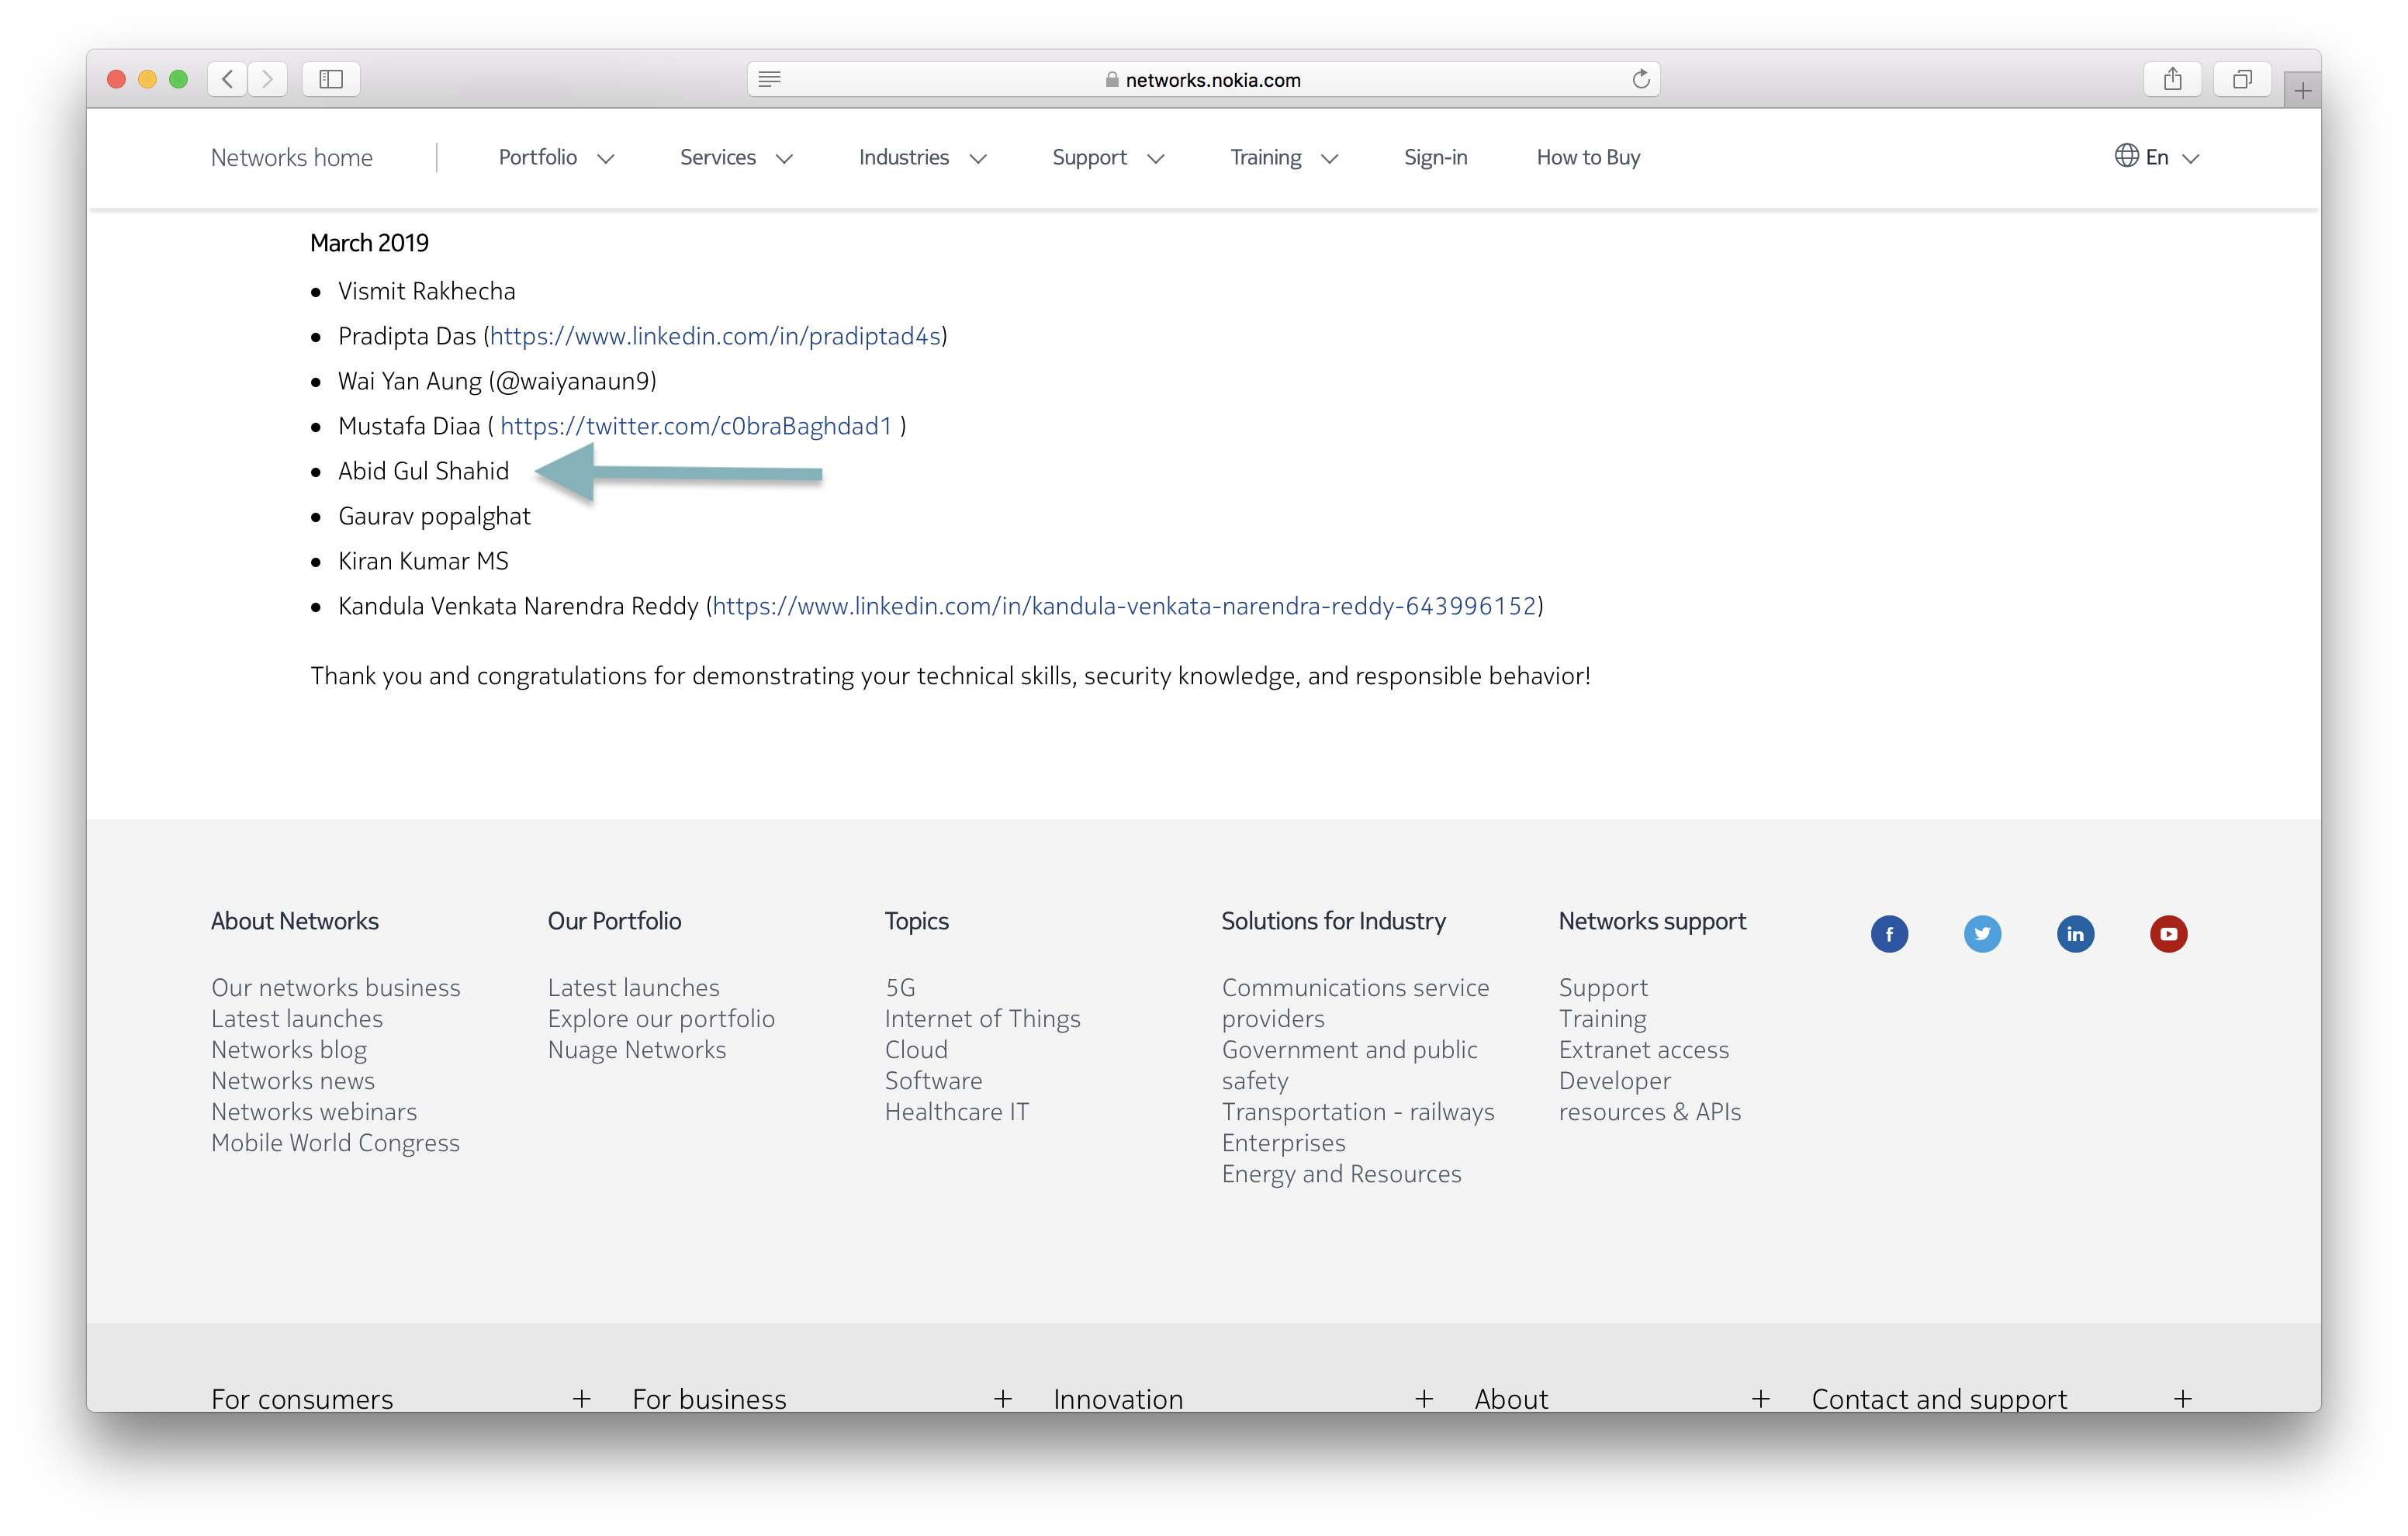 networks.nokia.com
Networks home
Portfolio
Services
Industries
Support
Training
Sign-in
How to Buy
En
March 2019
• Vismit Rakhecha
• Pradipta Das (https://www.linkedin.com/in/pradiptad4s)
• Wai Yan Aung (@waiyanaun9)
• Mustafa Diaa ( https://twitter.com/c0braBaghdad1 )
• Abid Gul Shahid
• Gaurav popalghat
• Kiran Kumar MS
• Kandula Venkata Narendra Reddy (https://www.linkedin.com/in/kandula-venkata-narendra-reddy-643996152)
Thank you and congratulations for demonstrating your technical skills, security knowledge, and responsible behavior!
About Networks
Our networks business
Latest launches
Networks blog
Networks news
Networks webinars
Mobile World Congress
Our Portfolio
Latest launches
Explore our portfolio
Nuage Networks
Topics
5G
Internet of Things
Cloud
Software
Healthcare IT
Solutions for Industry
Communications service
providers
Government and public
safety
Transportation - railways
Enterprises
Energy and Resources
Networks support
Support
Training
Extranet access
Developer
resources & APIs
For consumers +
For business +
Innovation +
About +
Contact and support +